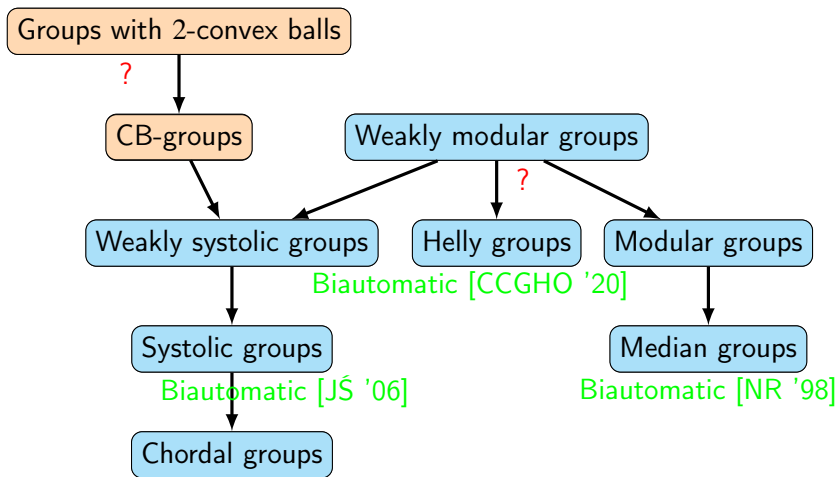 Groups with 2-convex balls
?
CB-groups
Weakly modular groups
?
Weakly systolic groups
Helly groups
Modular groups
Biautomatic [CCGHO '20]
Systolic groups
Median groups
Biautomatic [JŚ '06]
Biautomatic [NR '98]
Chordal groups